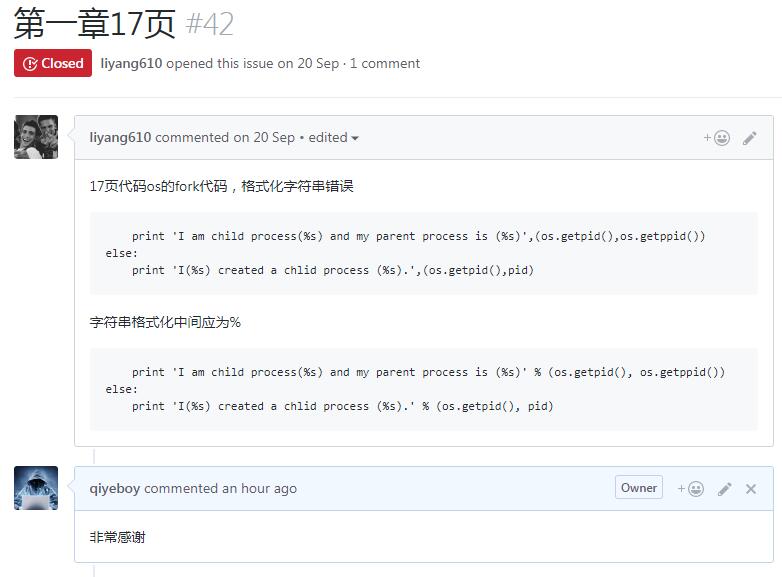 第一章17页 #42
Closed liyang610 opened this issue on 20 Sep · 1 comment
liyang610 commented on 20 Sep • edited
17页代码os的fork代码，格式化字符串错误
    print 'I am child process(%s) and my parent process is (%s)',(os.getpid(),os.getppid())
else:
    print 'I(%s) created a chlid process (%s).',(os.getpid(),pid)
字符串格式化中间应为%
    print 'I am child process(%s) and my parent process is (%s)' % (os.getpid(), os.getppid())
else:
    print 'I(%s) created a chlid process (%s).' % (os.getpid(), pid)
qiyeboy commented an hour ago Owner
非常感谢